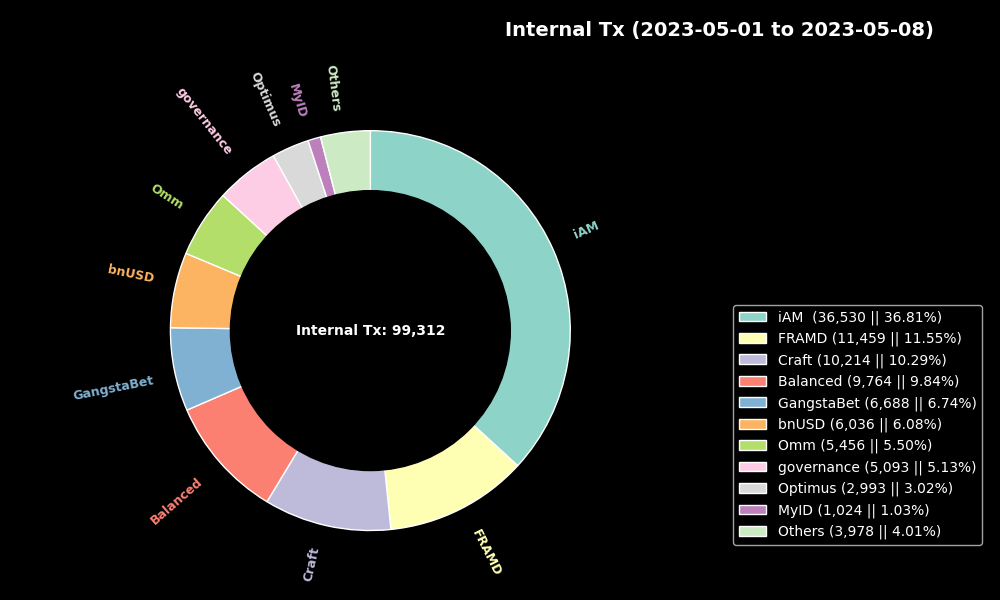 Internal Tx (2023-05-01 to 2023-05-08)
Others
MyID
Optimus
governance
Omm
bnUSD
GangstaBet
Balanced
Craft
FRAMD
iAM
Internal Tx: 99,312
iAM  (36,530 || 36.81%)
FRAMD (11,459 || 11.55%)
Craft (10,214 || 10.29%)
Balanced (9,764 || 9.84%)
GangstaBet (6,688 || 6.74%)
bnUSD (6,036 || 6.08%)
Omm (5,456 || 5.50%)
governance (5,093 || 5.13%)
Optimus (2,993 || 3.02%)
MyID (1,024 || 1.03%)
Others (3,978 || 4.01%)